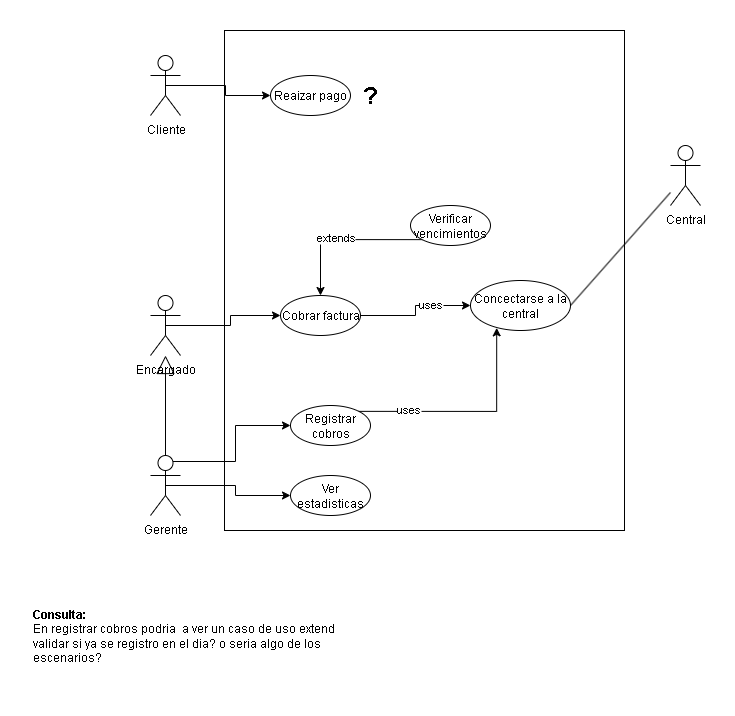 Reaizar pago
?
Cliente
Verificar
vencimientos
Central
extends
Concectarse a la
central
uses
Cobrar factura
Encargado
Registrar
cobros
uses
Ver
estadisticas
Gerente
Consulta:
En registrar cobros podria a ver un caso de uso extend
validar si ya se registro en el dia? o seria algo de los
escenarios?